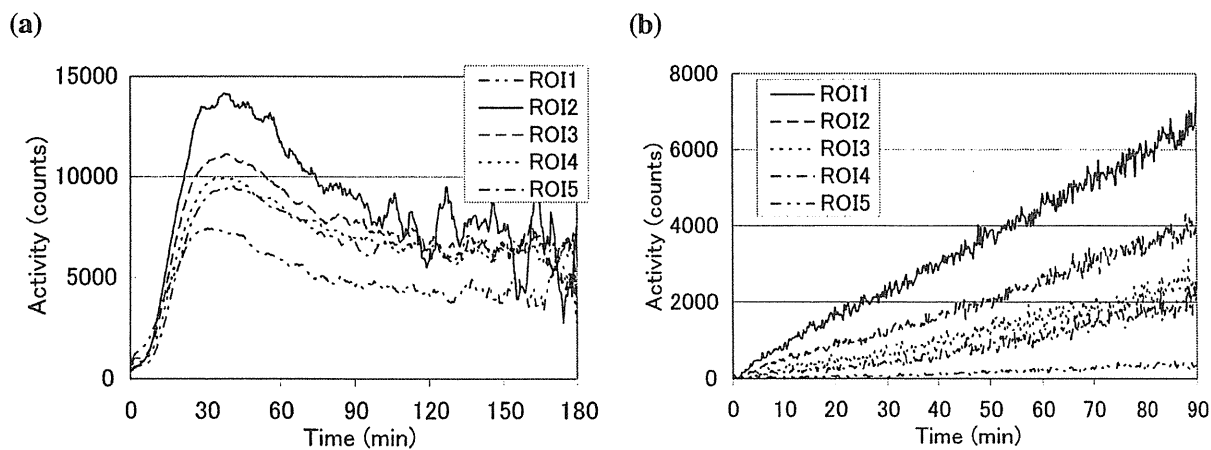 (a)
15000
10000
5000
0
Activity (counts)
ROI1
ROI2
ROI3
ROI4
ROI5
0 30 60 90 120 150 180
Time (min)
(b)
8000
6000
4000
2000
0
Activity (counts)
ROI1
ROI2
ROI3
ROI4
ROI5
0 10 20 30 40 50 60 70 80 90
Time (min)